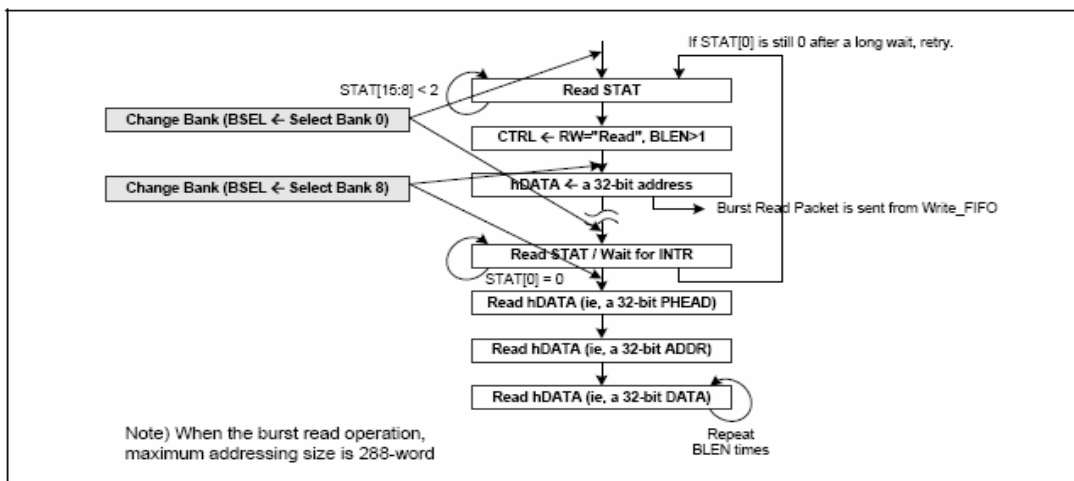 If STAT[0] is still 0 after a long wait, retry.
STAT[15:8] < 2
Read STAT
Change Bank (BSEL ← Select Bank 0)
CTRL ← RW="Read", BLEN>1
Change Bank (BSEL ← Select Bank 8)
hDATA ← a 32-bit address
Burst Read Packet is sent from Write_FIFO
Read STAT / Wait for INTR
STAT[0] = 0
Read hDATA (ie, a 32-bit PHEAD)
Read hDATA (ie, a 32-bit ADDR)
Read hDATA (ie, a 32-bit DATA)
Repeat
BLEN times
Note) When the burst read operation,
maximum addressing size is 288-word